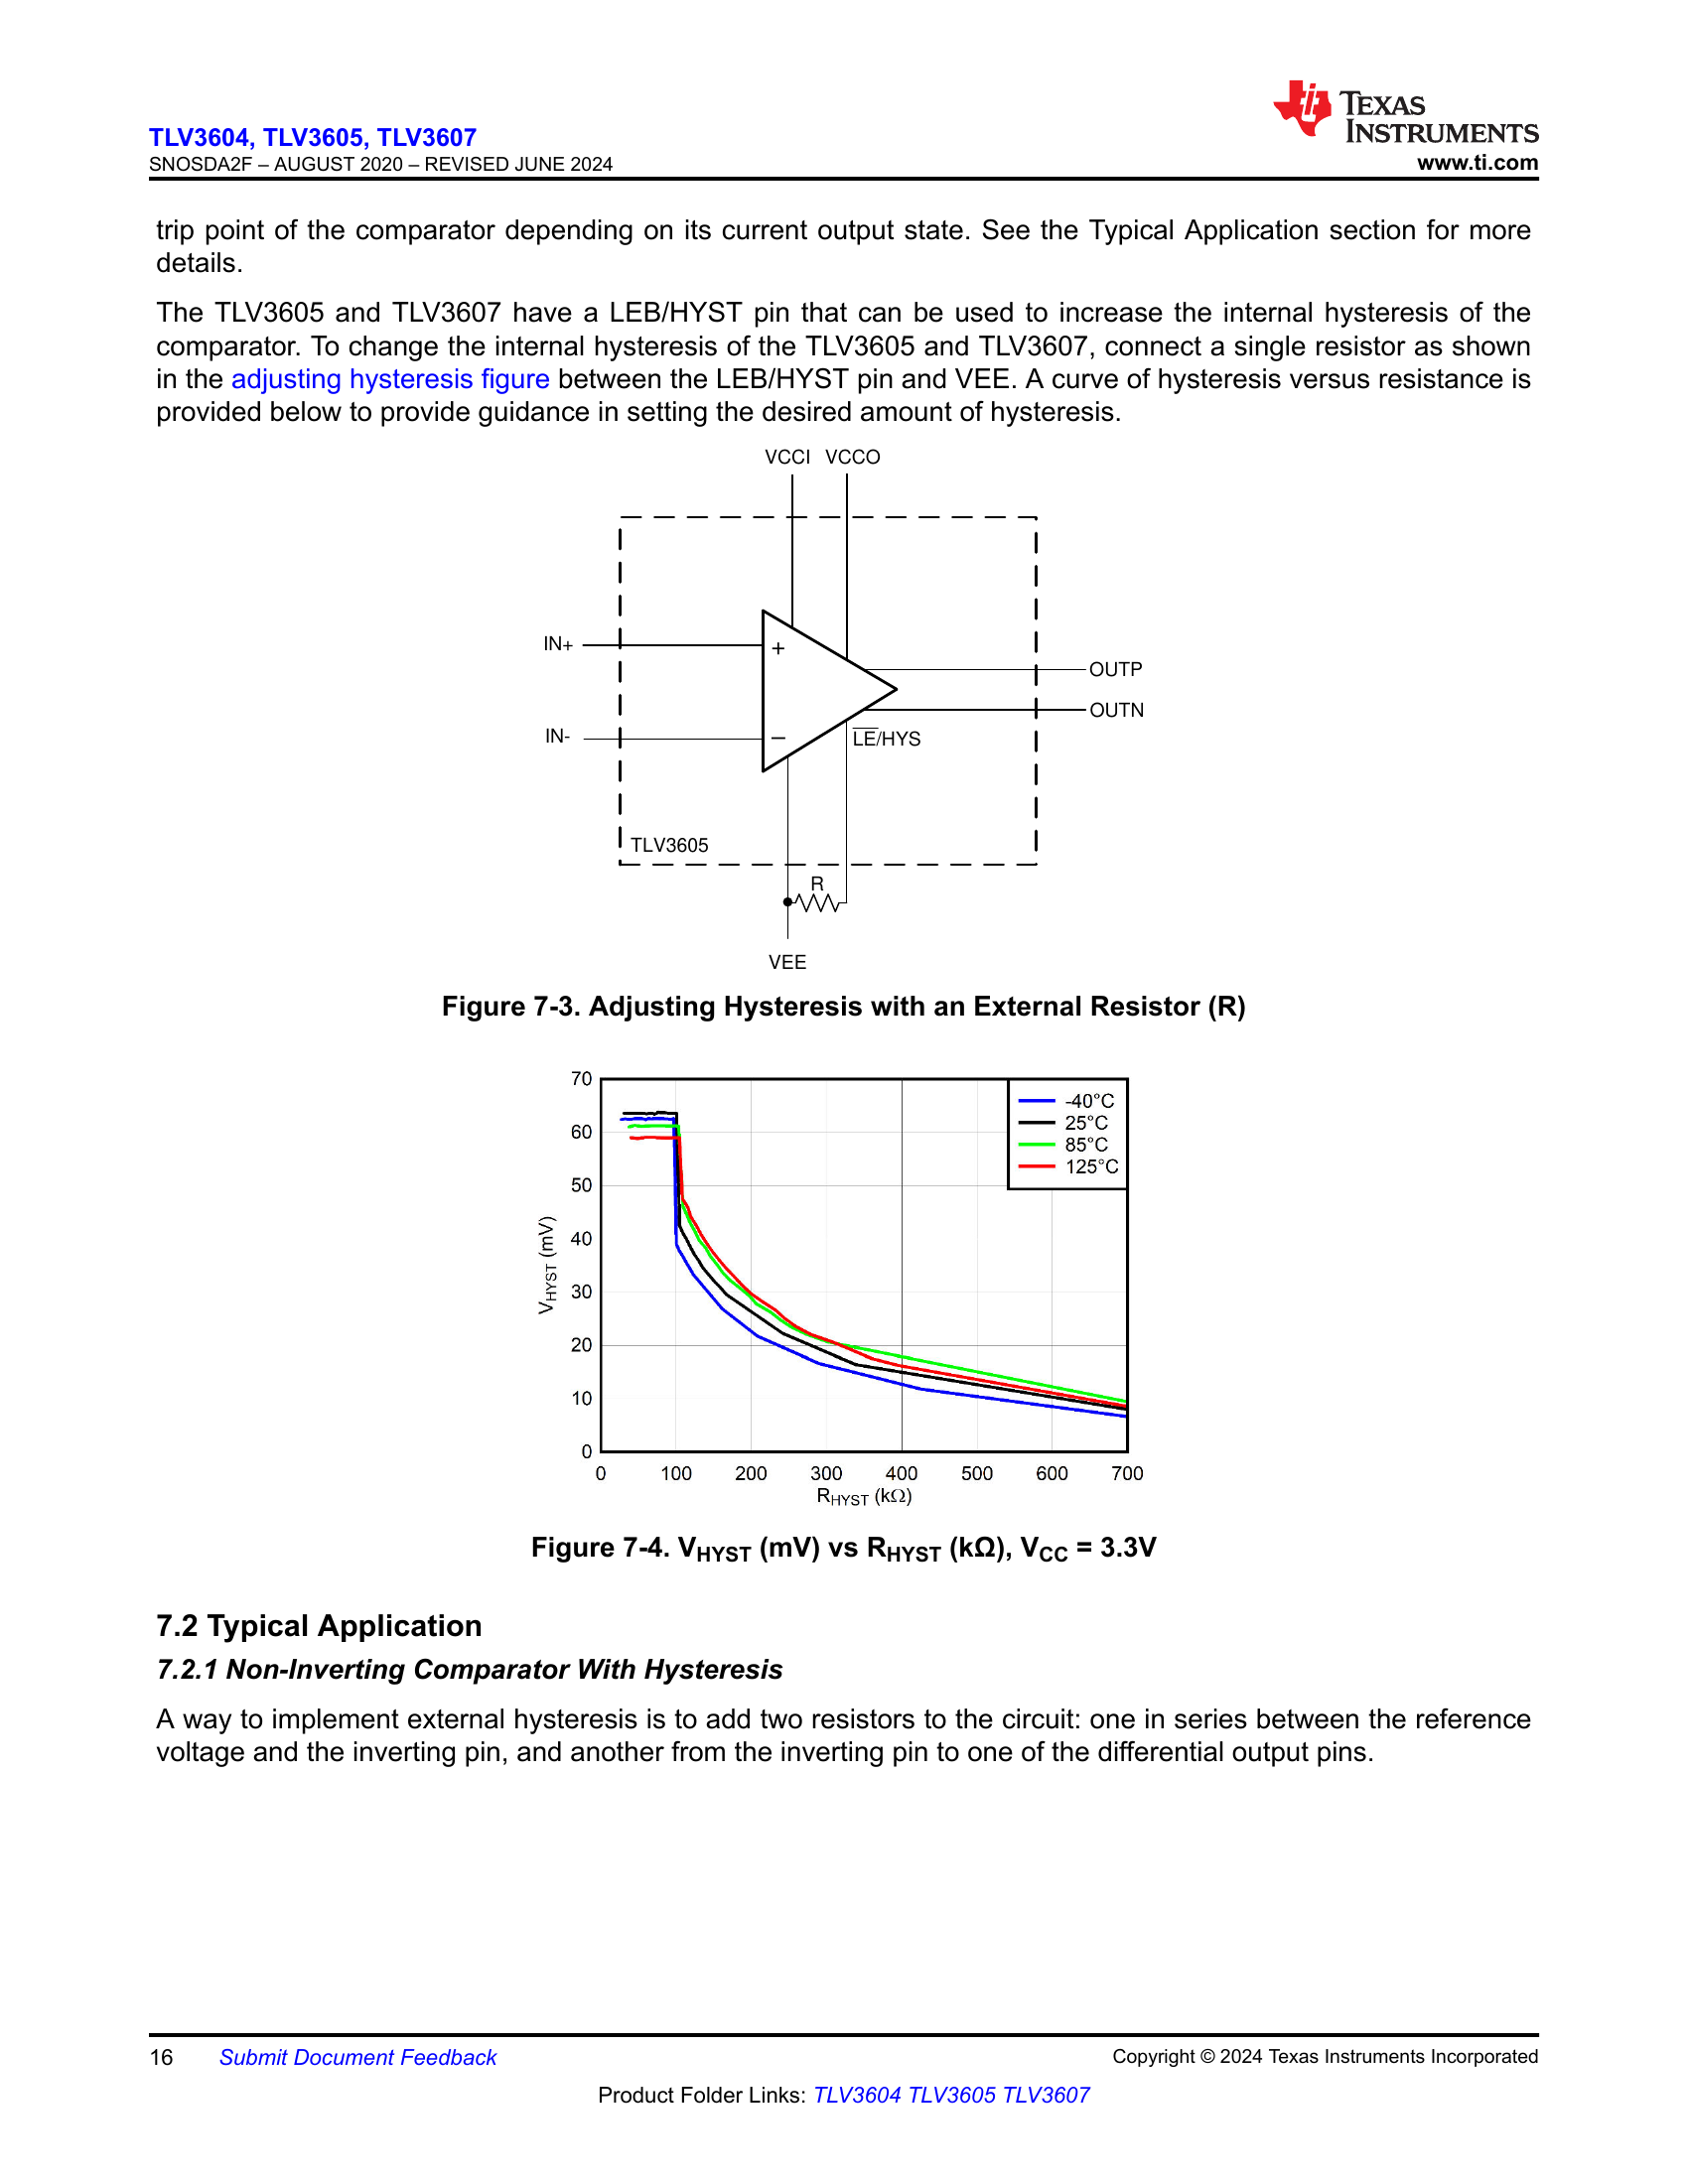 TEXAS
INSTRUMENTS
www.ti.com
TLV3604, TLV3605, TLV3607
SNOSDA2F – AUGUST 2020 – REVISED JUNE 2024
trip point of the comparator depending on its current output state. See the Typical Application section for more
details.
The TLV3605 and TLV3607 have a LEB/HYST pin that can be used to increase the internal hysteresis of the
comparator. To change the internal hysteresis of the TLV3605 and TLV3607, connect a single resistor as shown
in the adjusting hysteresis figure between the LEB/HYST pin and VEE. A curve of hysteresis versus resistance is
provided below to provide guidance in setting the desired amount of hysteresis.
VCCI VCCO
IN+
+
OUTP
OUTN
IN-
–
LE/HYS
TLV3605
R
VEE
Figure 7-3. Adjusting Hysteresis with an External Resistor (R)
70
60
50
40
30
20
10
0
VHYST (mV)
-40°C
25°C
85°C
125°C
0 100 200 300 400 500 600 700
RHYST (kΩ)
Figure 7-4. VHYST (mV) vs RHYST (kΩ), VCC = 3.3V
7.2 Typical Application
7.2.1 Non-Inverting Comparator With Hysteresis
A way to implement external hysteresis is to add two resistors to the circuit: one in series between the reference
voltage and the inverting pin, and another from the inverting pin to one of the differential output pins.
16 Submit Document Feedback
Copyright © 2024 Texas Instruments Incorporated
Product Folder Links: TLV3604 TLV3605 TLV3607